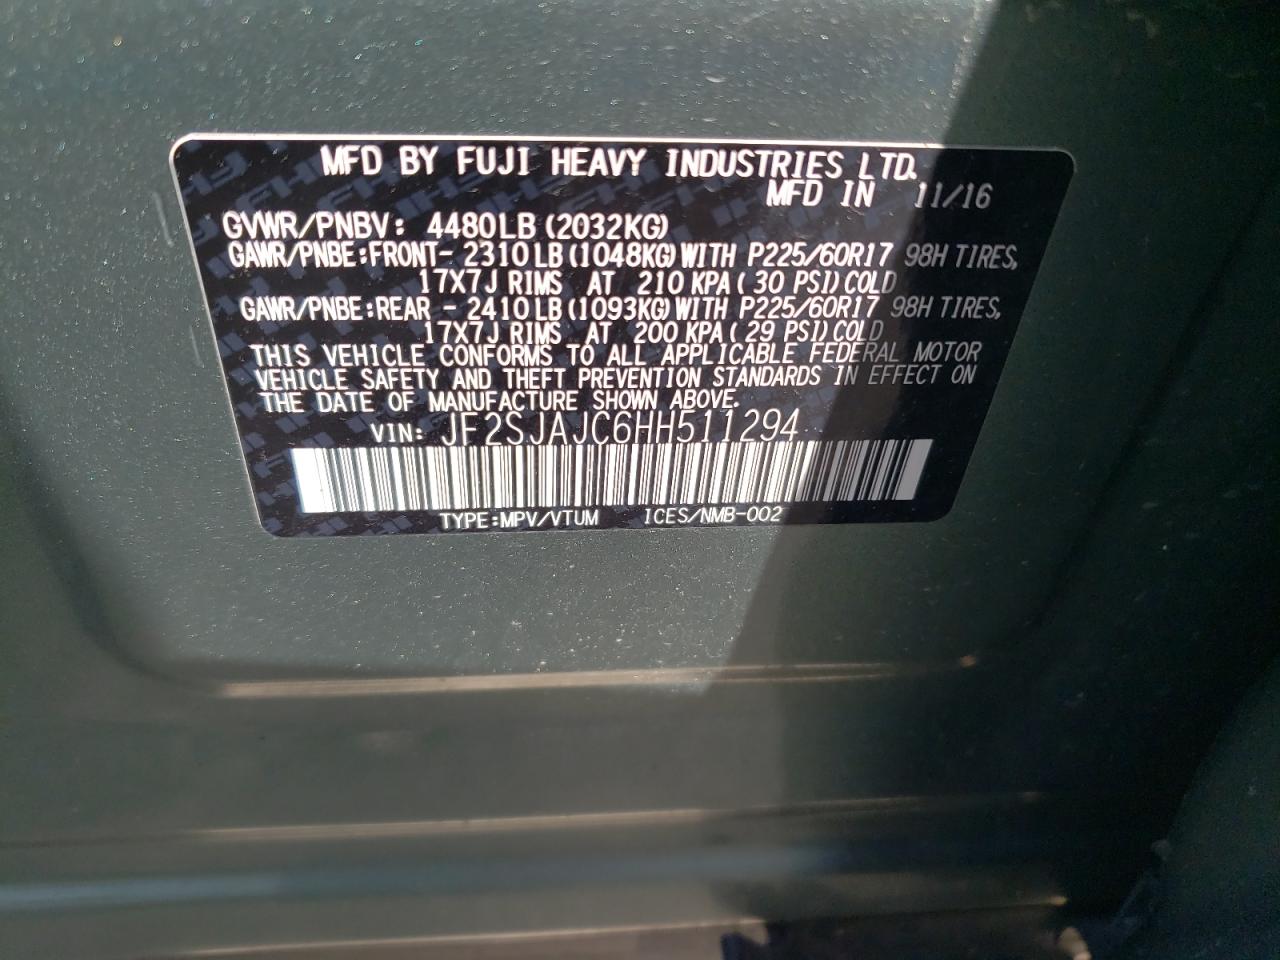 MFD BY FUJI HEAVY INDUSTRIES LTD.
MFD IN 11/16
GVWR/PNBV: 4480LB (2032KG)
GAWR/PNBE:FRONT- 2310LB (1048KG) WITH P225/60R17 98H TIRES,
17X7J RIMS AT 210 KPA ( 30 PSI) COLD
GAWR/PNBE:REAR - 2410LB (1093KG) WITH P225/60R17 98H TIRES,
17X7J RIMS AT 200 KPA ( 29 PSI) COLD
THIS VEHICLE CONFORMS TO ALL APPLICABLE FEDERAL MOTOR
VEHICLE SAFETY AND THEFT PREVENTION STANDARDS IN EFFECT ON
THE DATE OF MANUFACTURE SHOWN ABOVE.
VIN: JF2SJAJC6HH511294
TYPE:MPV/VTUM ICES/NMB-002